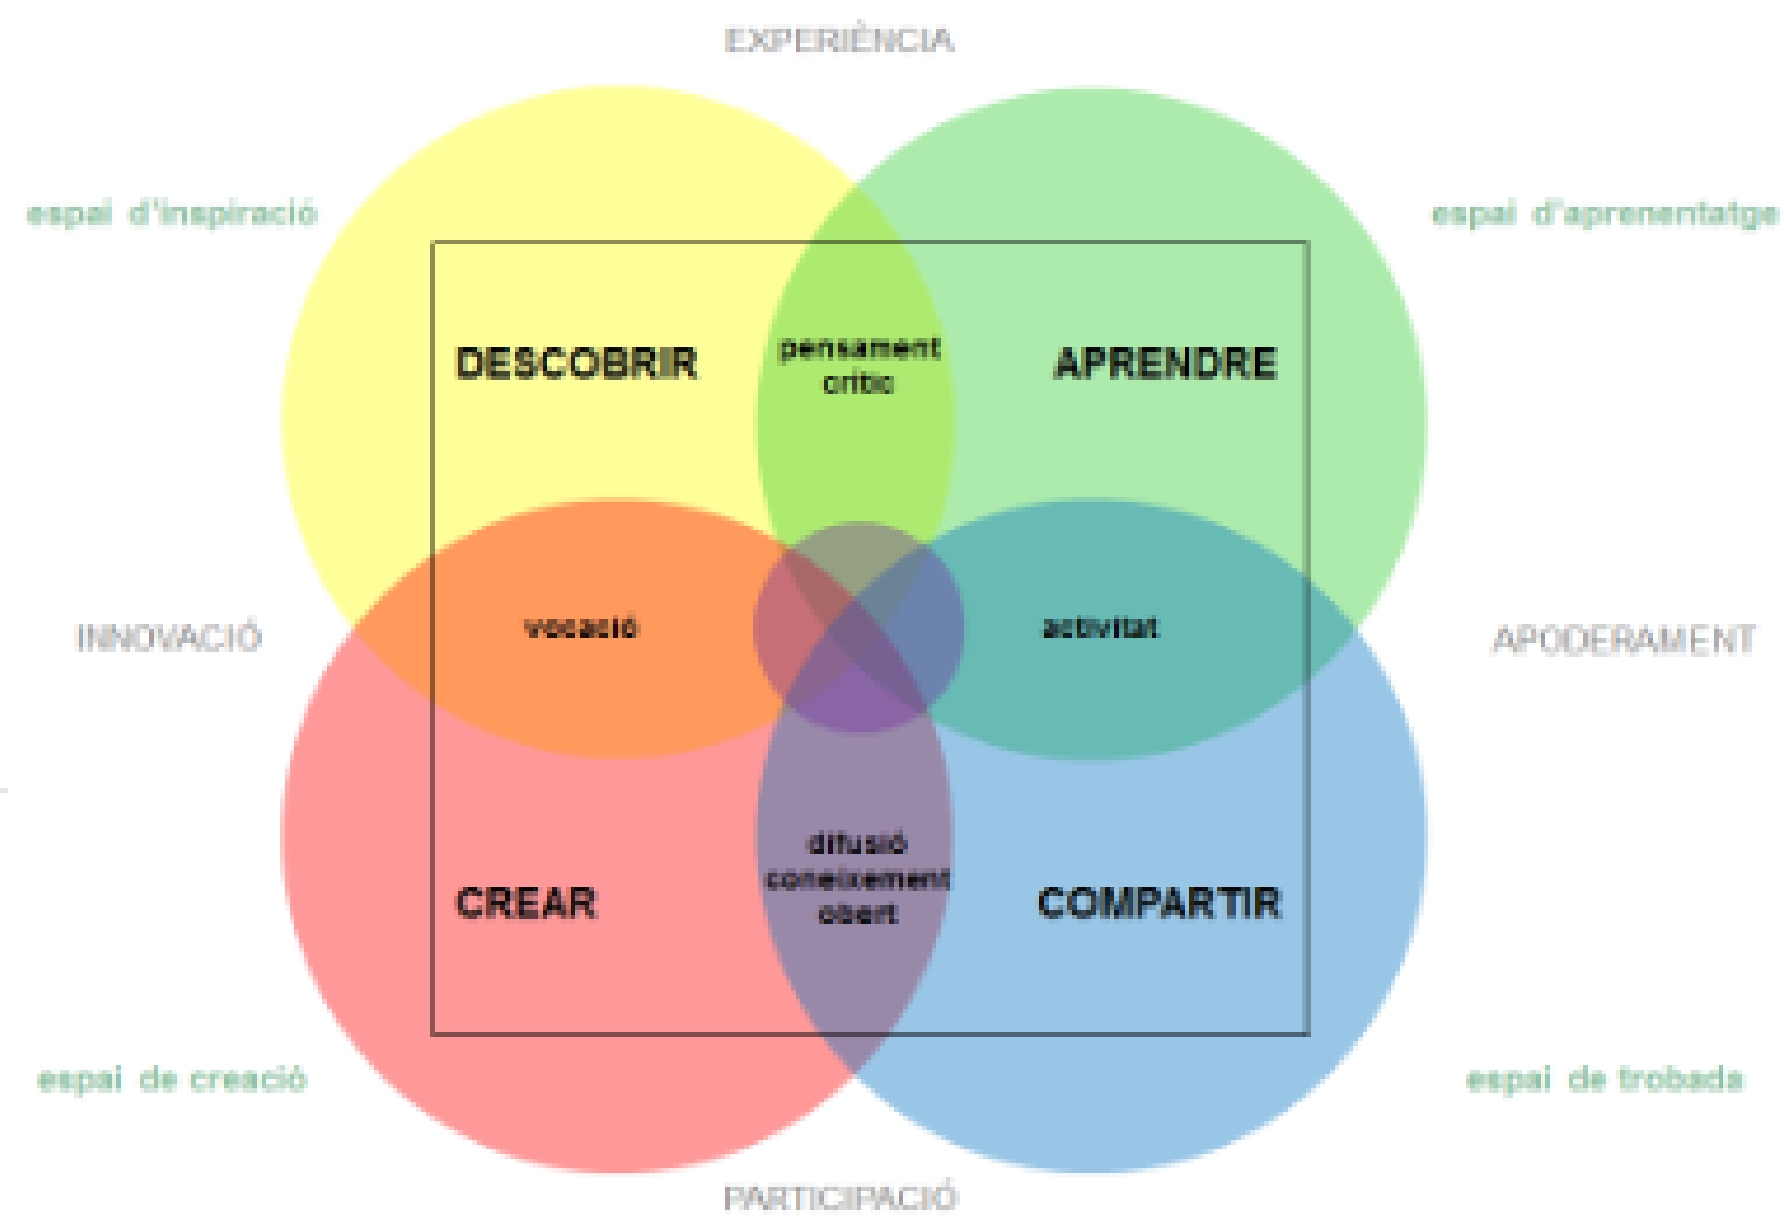 EXPERIÈNCIA
espai d'inspiració
espai d'aprenentatge
DESCOBRIR
pensament
crític
APRENDRE
INNOVACIÓ
vocació
activitat
APODERAMENT
difusió
coneixement
obert
CREAR
COMPARTIR
espai de creació
espai de trobada
PARTICIPACIÓ